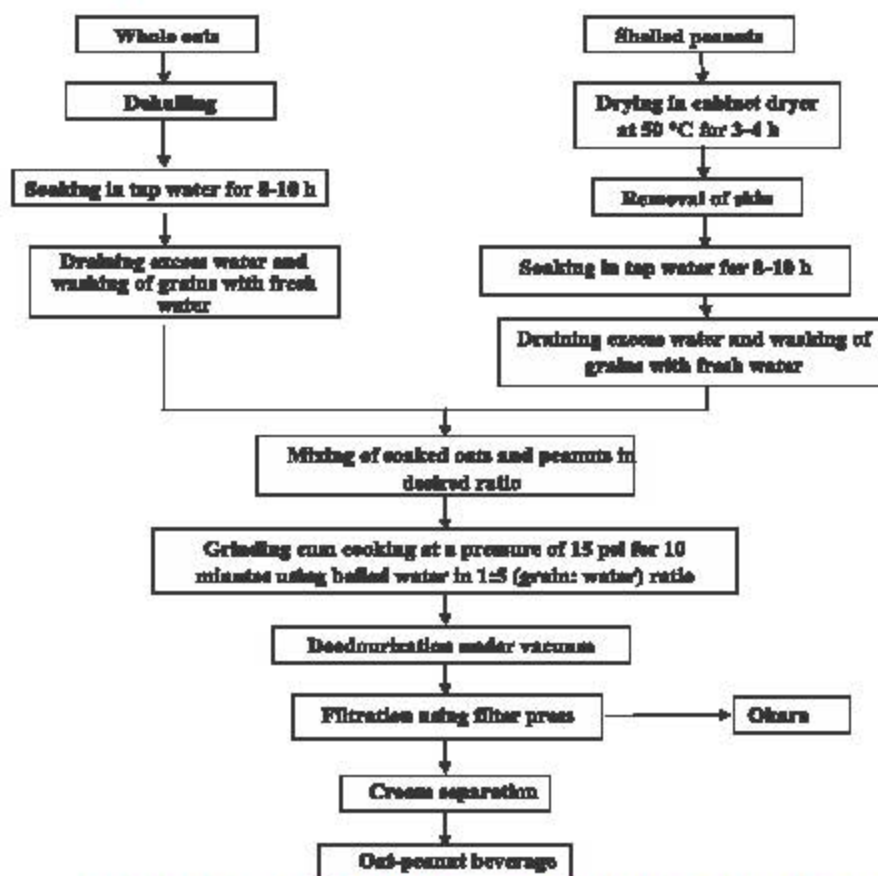 Whole oats
Shelled peanuts
Dehulling
Drying in cabinet dryer
at 50 °C for 3-4 h
Soaking in tap water for 8-10 h
Removal of skin
Draining excess water and
washing of grains with fresh
water
Soaking in tap water for 8-10 h
Draining excess water and washing of
grains with fresh water
Mixing of soaked oats and peanuts in
desired ratio
Grinding cum cooking at a pressure of 15 psi for 10
minutes using boiled water in 1:5 (grain: water) ratio
Deodourization under vacuum
Filtration using filter press
Okara
Cream separation
Oat-peanut beverage